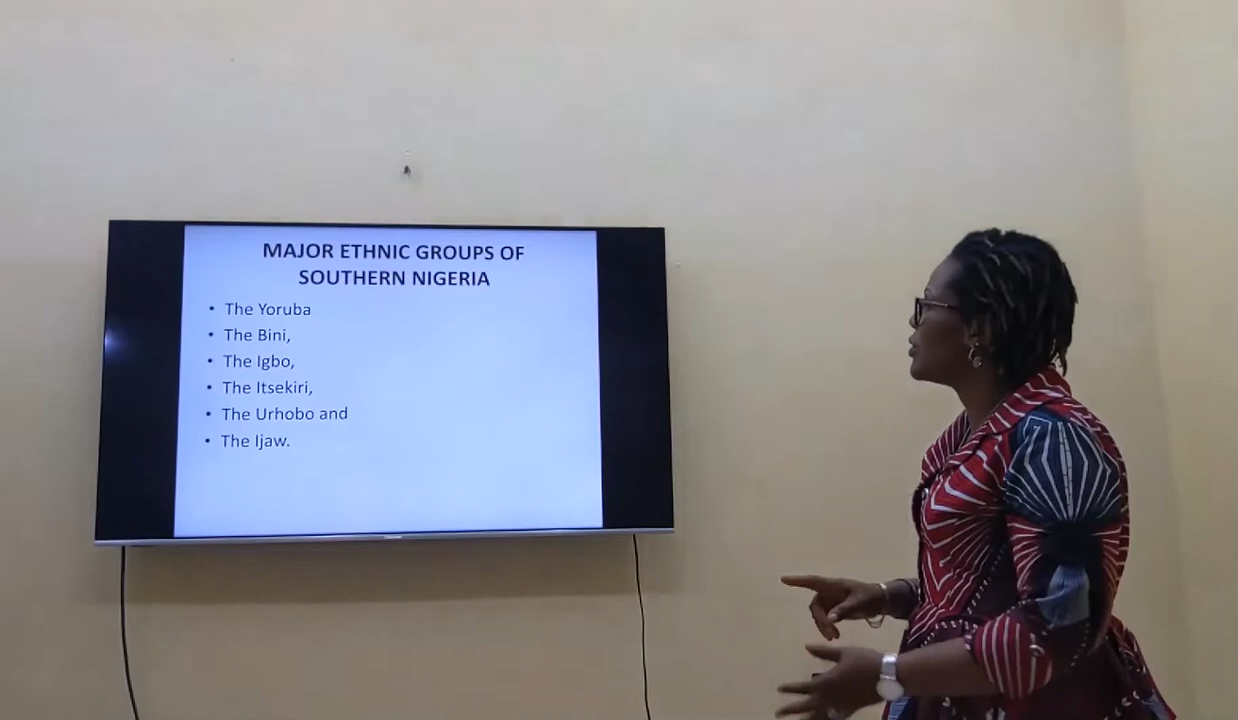 MAJOR ETHNIC GROUPS OF
SOUTHERN NIGERIA
• The Yoruba
• The Bini,
• The Igbo,
• The Itsekiri,
• The Urhobo and
• The Ijaw.